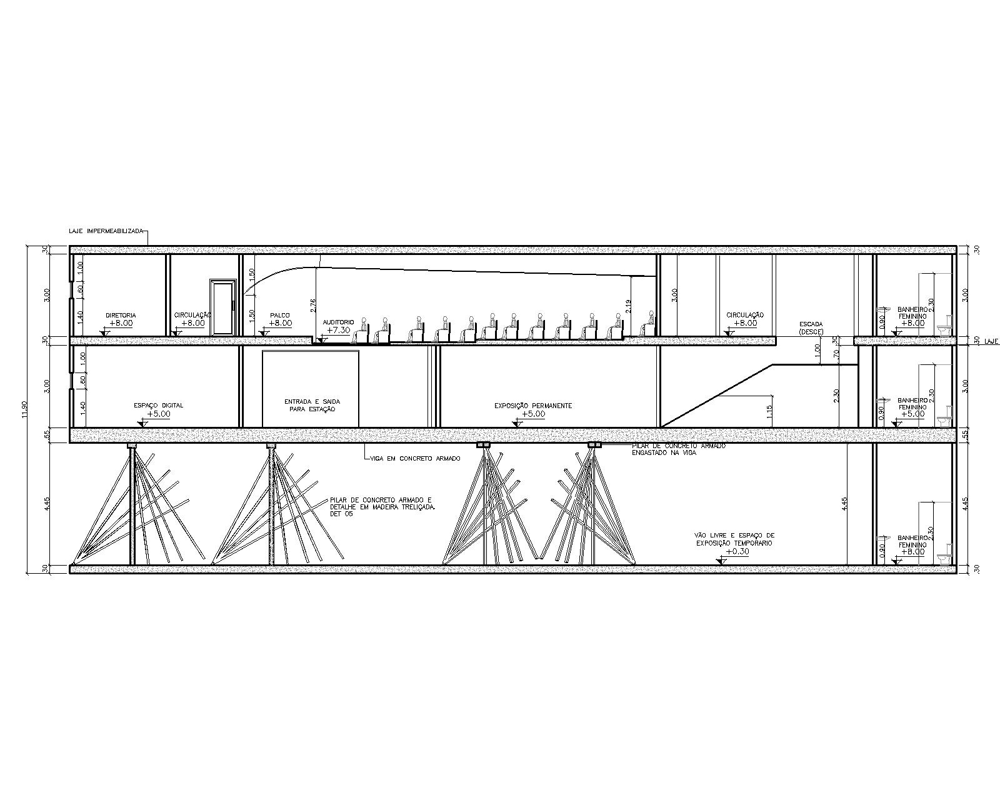 LAJE IMPERMEABILIZADA
.30
.30
1.00
1.50
.60
3.00
2.76
2.19
3.00
3.00
2.30
1.40
1.50
0.90
DIRETORIA
+8.00
CIRCULAÇÃO
+8.00
PALCO
+8.00
AUDITORIO
+7.30
CIRCULAÇÃO
+8.00
ESCADA
(DESCE)
BANHEIRO
FEMININO
+8.00
.30
.30
.30
LAJE
1.00
1.00
.70
.60
3.00
3.00
1.40
2.30
1.15
2.30
0.90
11.90
ESPAÇO DIGITAL
+5.00
ENTRADA E SAIDA
PARA ESTAÇÃO
EXPOSIÇÃO PERMANENTE
+5.00
BANHEIRO
FEMININO
+5.00
.55
.55
PILAR DE CONCRETO ARMADO
ENGASTADO NA VIGA
VIGA EM CONCRETO ARMADO
PILAR DE CONCRETO ARMADO E
DETALHE EM MADEIRA TRELIÇADA.
DET 05
4.45
4.45
4.45
2.30
0.90
VÃO LIVRE E ESPAÇO DE
EXPOSIÇÃO TEMPORARIO
+0.30
BANHEIRO
FEMININO
+8.00
.30
.30